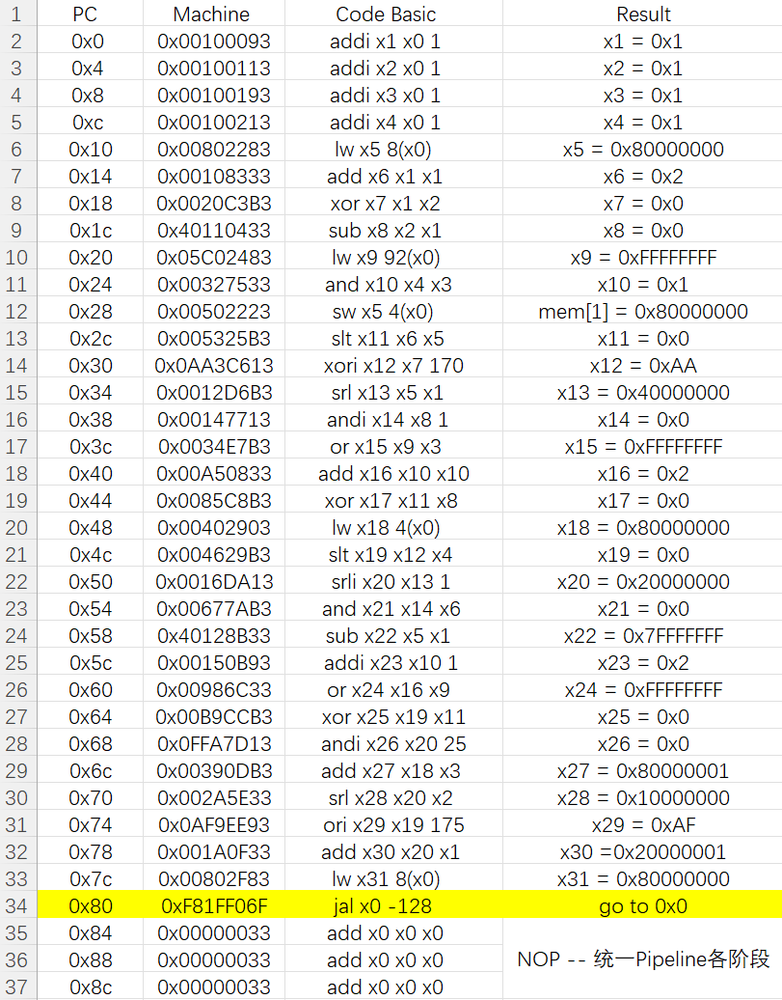 1 PC Machine Code Basic Result
2 0x0 0x00100093 addi x1 x0 1 x1 = 0x1
3 0x4 0x00100113 addi x2 x0 1 x2 = 0x1
4 0x8 0x00100193 addi x3 x0 1 x3 = 0x1
5 0xc 0x00100213 addi x4 x0 1 x4 = 0x1
6 0x10 0x00802283 lw x5 8(x0) x5 = 0x80000000
7 0x14 0x00108333 add x6 x1 x1 x6 = 0x2
8 0x18 0x0020C3B3 xor x7 x1 x2 x7 = 0x0
9 0x1c 0x40110433 sub x8 x2 x1 x8 = 0x0
10 0x20 0x05C02483 lw x9 92(x0) x9 = 0xFFFFFFFF
11 0x24 0x00327533 and x10 x4 x3 x10 = 0x1
12 0x28 0x00502223 sw x5 4(x0) mem[1] = 0x80000000
13 0x2c 0x005325B3 slt x11 x6 x5 x11 = 0x0
14 0x30 0x0AA3C613 xori x12 x7 170 x12 = 0xAA
15 0x34 0x0012D6B3 srl x13 x5 x1 x13 = 0x40000000
16 0x38 0x00147713 andi x14 x8 1 x14 = 0x0
17 0x3c 0x0034E7B3 or x15 x9 x3 x15 = 0xFFFFFFFF
18 0x40 0x00A50833 add x16 x10 x10 x16 = 0x2
19 0x44 0x0085C8B3 xor x17 x11 x8 x17 = 0x0
20 0x48 0x00402903 lw x18 4(x0) x18 = 0x80000000
21 0x4c 0x004629B3 slt x19 x12 x4 x19 = 0x0
22 0x50 0x0016DA13 srli x20 x13 1 x20 = 0x20000000
23 0x54 0x00677AB3 and x21 x14 x6 x21 = 0x0
24 0x58 0x40128B33 sub x22 x5 x1 x22 = 0x7FFFFFFF
25 0x5c 0x00150B93 addi x23 x10 1 x23 = 0x2
26 0x60 0x00986C33 or x24 x16 x9 x24 = 0xFFFFFFFF
27 0x64 0x00B9CCB3 xor x25 x19 x11 x25 = 0x0
28 0x68 0x0FFA7D13 andi x26 x20 25 x26 = 0x0
29 0x6c 0x00390DB3 add x27 x18 x3 x27 = 0x80000001
30 0x70 0x002A5E33 srl x28 x20 x2 x28 = 0x10000000
31 0x74 0x0AF9EE93 ori x29 x19 175 x29 = 0xAF
32 0x78 0x001A0F33 add x30 x20 x1 x30 =0x20000001
33 0x7c 0x00802F83 lw x31 8(x0) x31 = 0x80000000
34 0x80 0xF81FF06F jal x0 -128 go to 0x0
35 0x84 0x00000033 add x0 x0 x0
36 0x88 0x00000033 add x0 x0 x0 NOP -- 统一Pipeline各阶段
37 0x8c 0x00000033 add x0 x0 x0